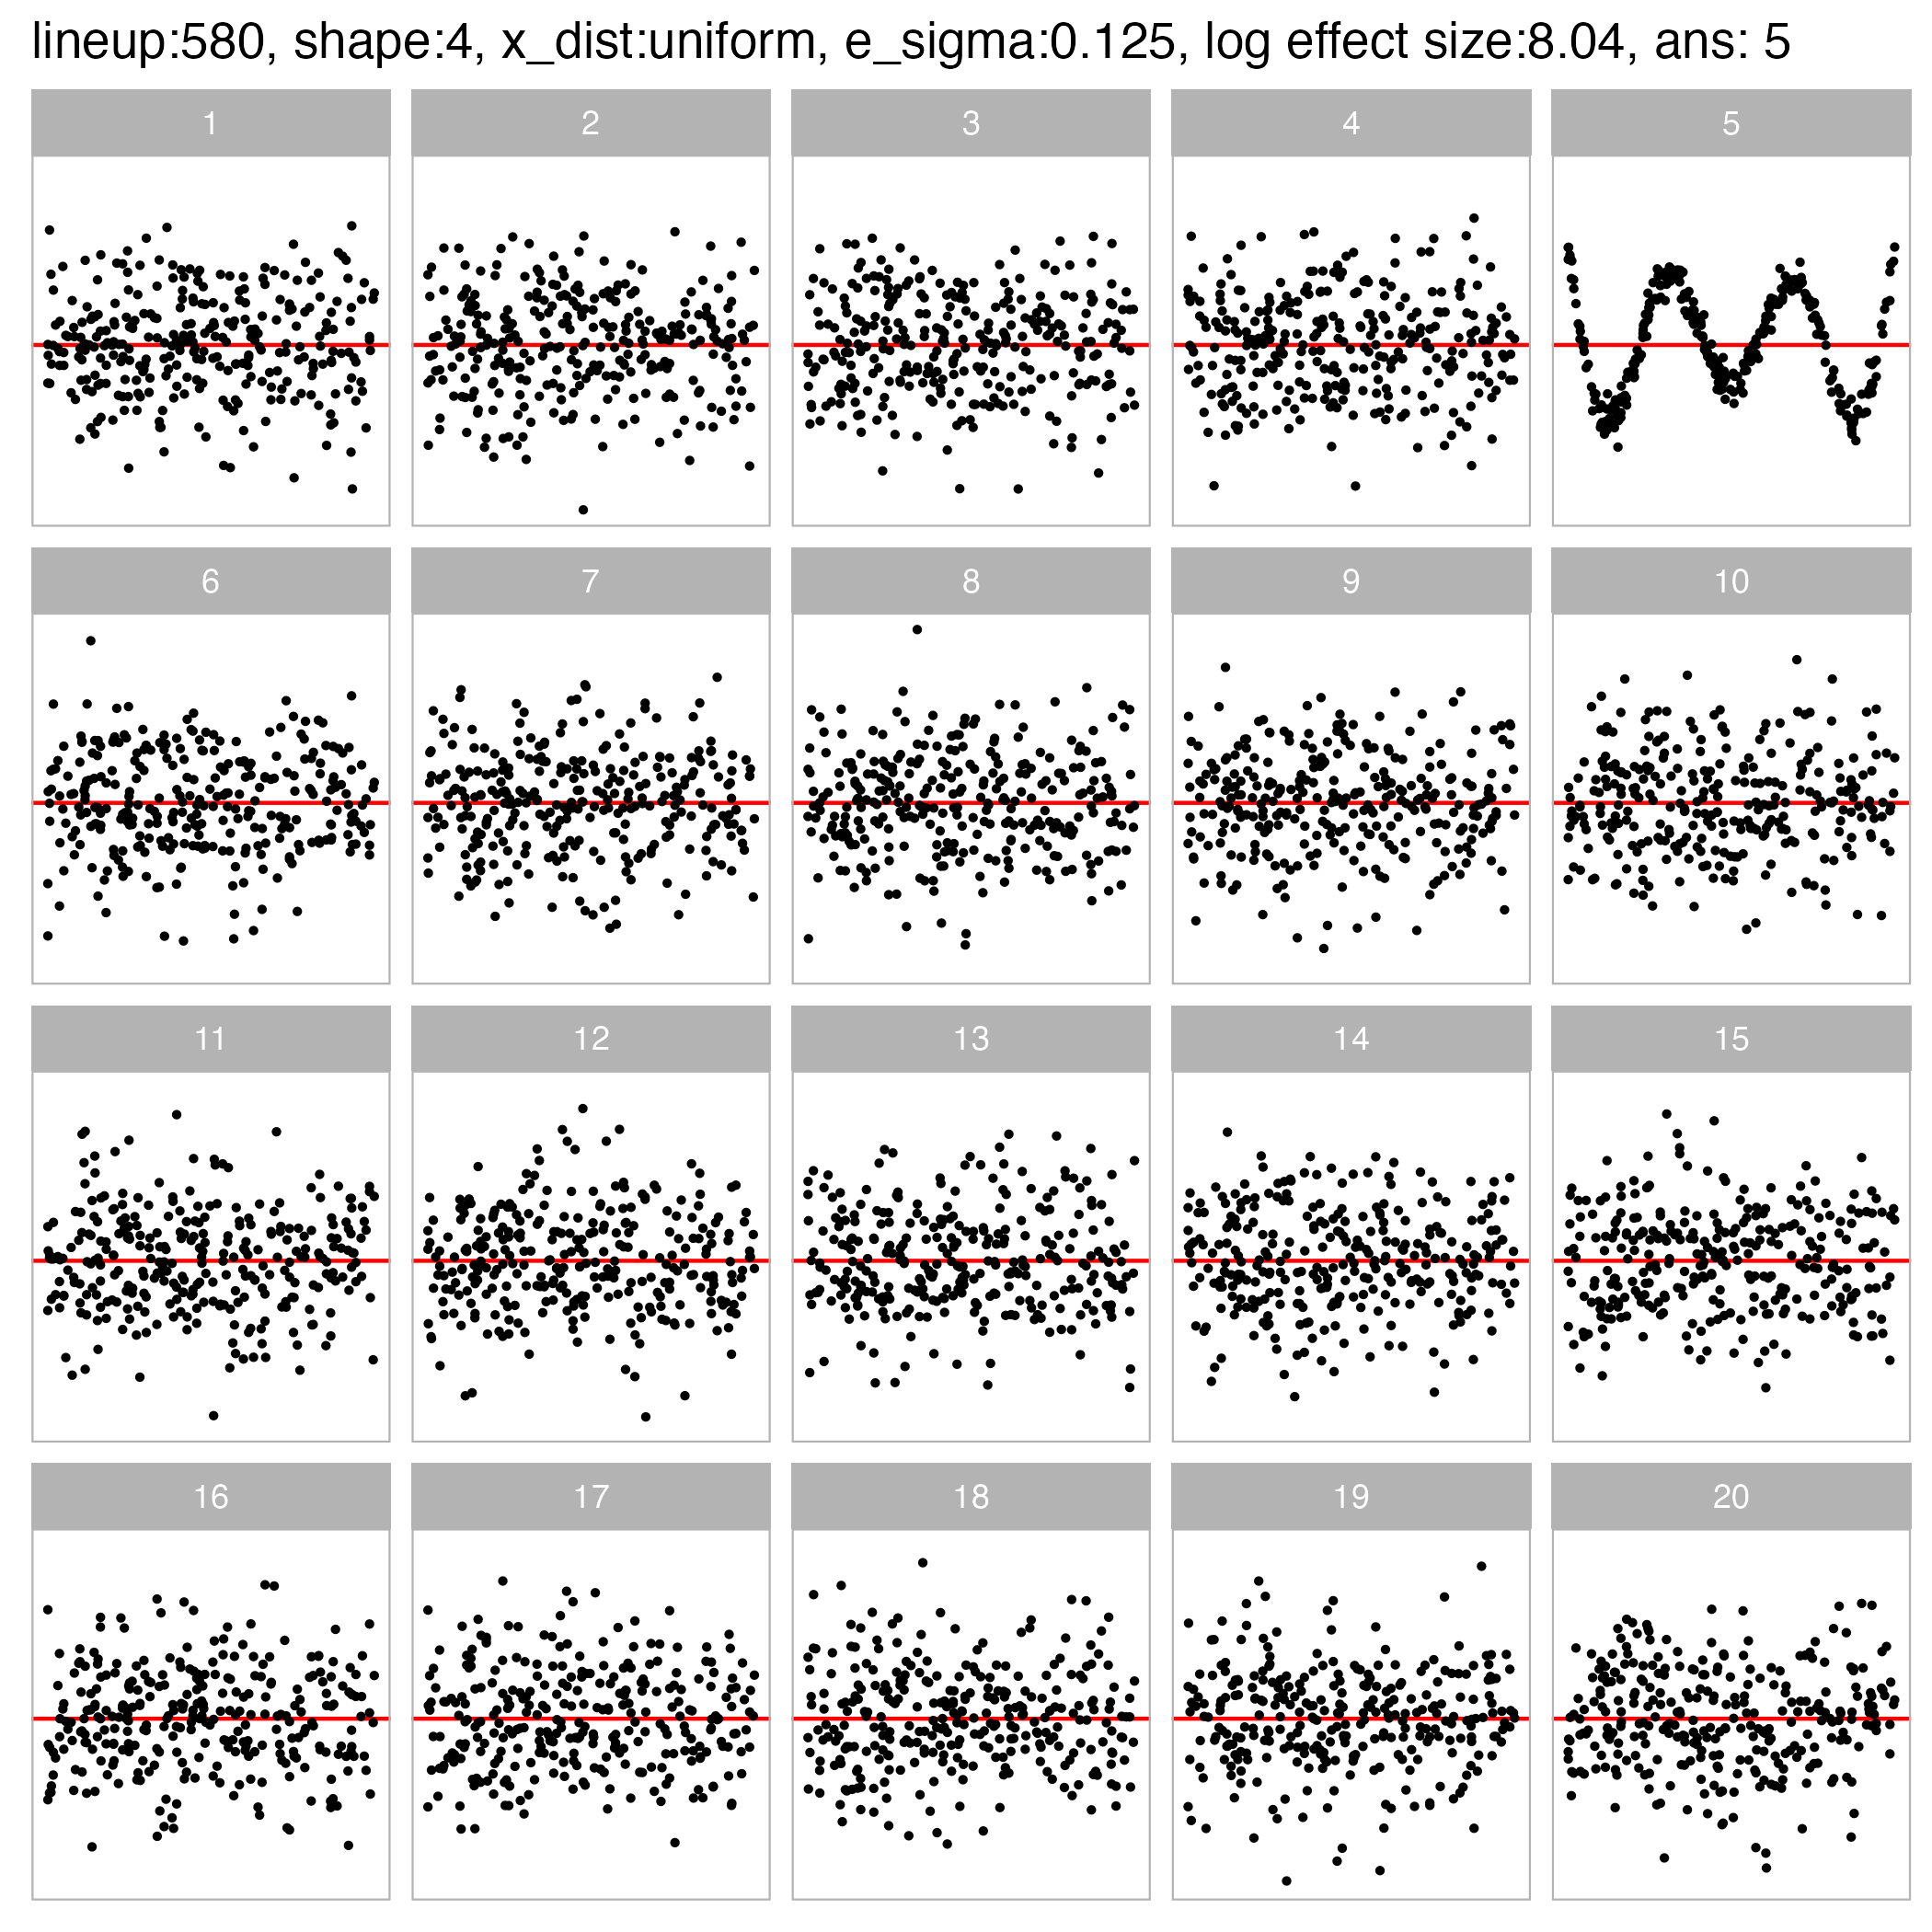 lineup:580, shape:4, x_dist:uniform, e_sigma:0.125, log effect size:8.04, ans: 5
1 2 3 4 5
6 7 8 9 10
11 12 13 14 15
16 17 18 19 20